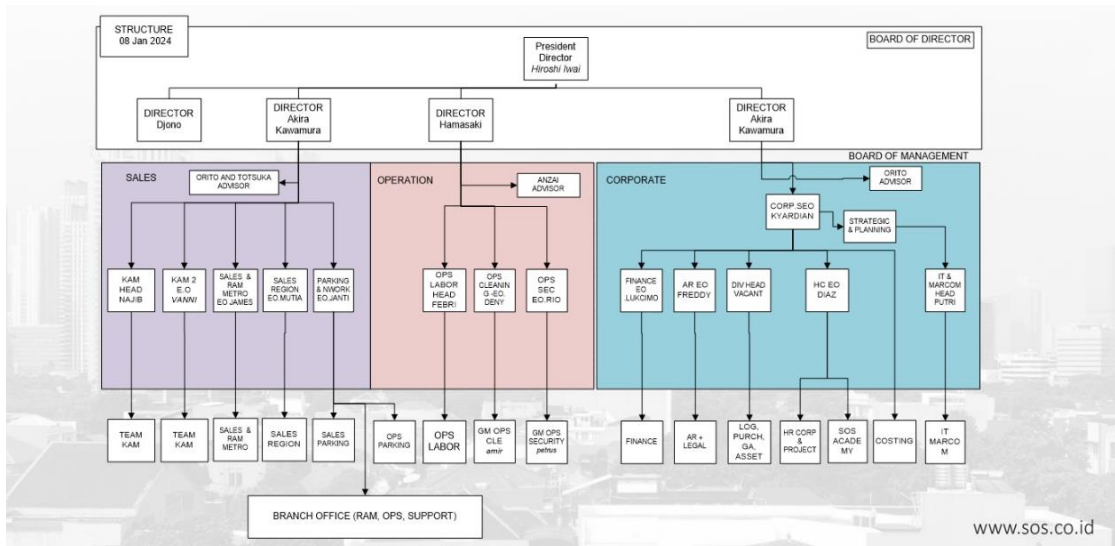 STRUCTURE
08 Jan 2024
BOARD OF DIRECTOR
President
Director
Hiroshi Iwai
DIRECTOR
Djono
DIRECTOR
Akira
Kawamura
DIRECTOR
Hamasaki
DIRECTOR
Akira
Kawamura
BOARD OF MANAGEMENT
SALES
ORITO AND TOTSUKA
ADVISOR
OPERATION
ANZAI
ADVISOR
CORPORATE
ORITO
ADVISOR
CORP.SEO
KYARDIAN
STRATEGIC
& PLANNING
KAM
HEAD
NAJIB
KAM 2
E.O
VANNI
SALES &
RAM
METRO
EO JAMES
SALES
REGION
EO.MUTIA
PARKING
& NWORK
EO.JANTI
OPS
LABOR
HEAD
FEBRI
OPS
CLEANIN
G -EO.
DENY
OPS
SEC
EO.RIO
FINANCE
EO
.LUKCIMO
AR EO
FREDDY
DIV HEAD
VACANT
HC EO
DIAZ
IT &
MARCOM
HEAD
PUTRI
TEAM
KAM
TEAM
KAM
SALES &
RAM
METRO
SALES
REGION
SALES
PARKING
OPS
PARKING
OPS
LABOR
GM OPS
CLE
amir
GM OPS
SECURITY
petrus
FINANCE
AR +
LEGAL
LOG,
PURCH,
GA,
ASSET
HR CORP
&
PROJECT
SOS
ACADE
MY
COSTING
IT
MARCO
M
BRANCH OFFICE (RAM, OPS, SUPPORT)
www.sos.co.id